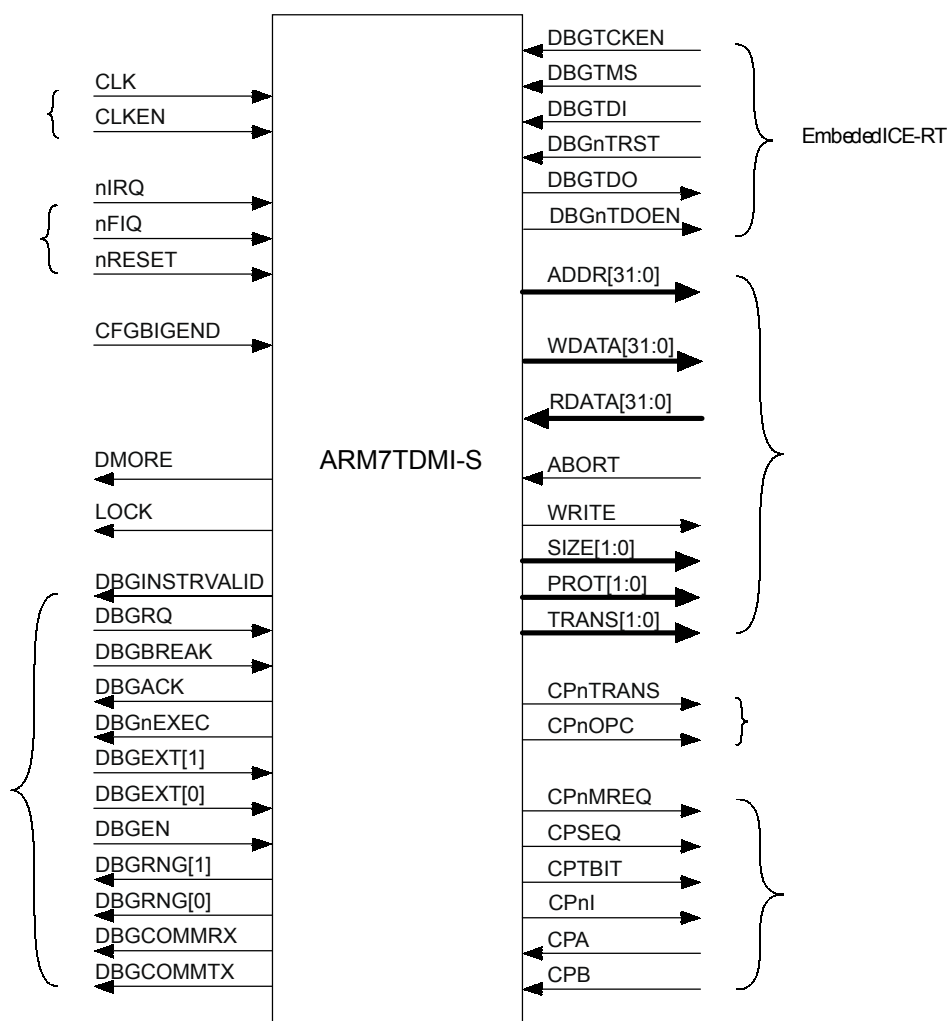 CLK
CLKEN
nIRQ
nFIQ
nRESET
CFGBIGEND
DMORE
LOCK
DBGINSTRVALID
DBGRQ
DBGBREAK
DBGACK
DBGnEXEC
DBGEXT[1]
DBGEXT[0]
DBGEN
DBGRNG[1]
DBGRNG[0]
DBGCOMMRX
DBGCOMMTX
ARM7TDMI-S
DBGTCKEN
DBGTMS
DBGTDI
DBGnTRST
DBGTDO
DBGnTDOEN
EmbededICE-RT
ADDR[31:0]
WDATA[31:0]
RDATA[31:0]
ABORT
WRITE
SIZE[1:0]
PROT[1:0]
TRANS[1:0]
CPnTRANS
CPnOPC
CPnMREQ
CPSEQ
CPTBIT
CPnI
CPA
CPB